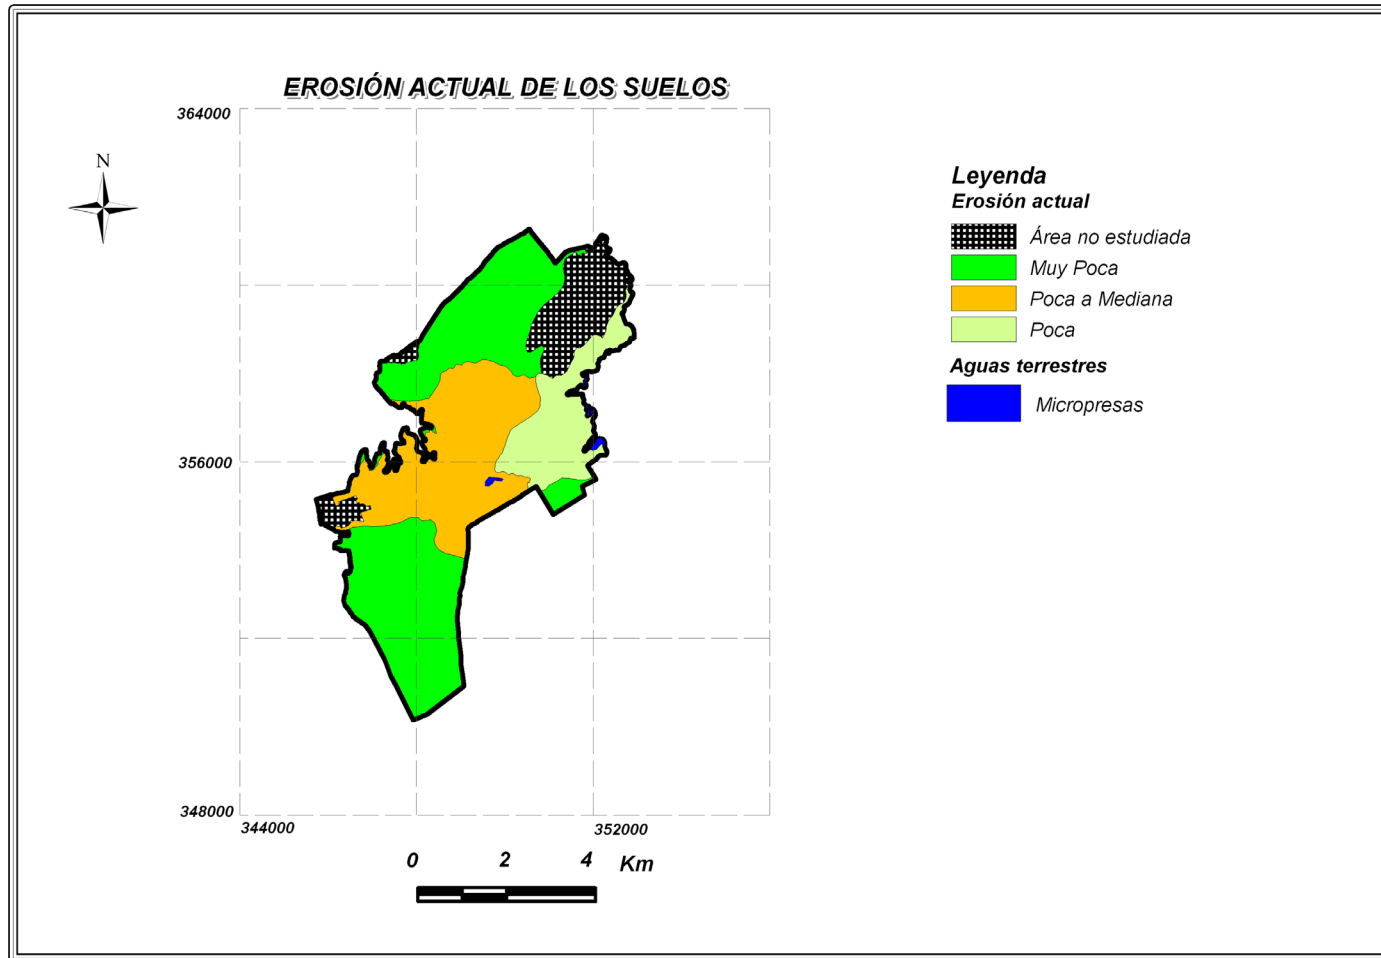 EROSIÓN ACTUAL DE LOS SUELOS
364000
N
Leyenda
Erosión actual
Área no estudiada
Muy Poca
Poca a Mediana
Poca
Aguas terrestres
Micropresas
356000
348000
344000
352000
0 2 4 Km